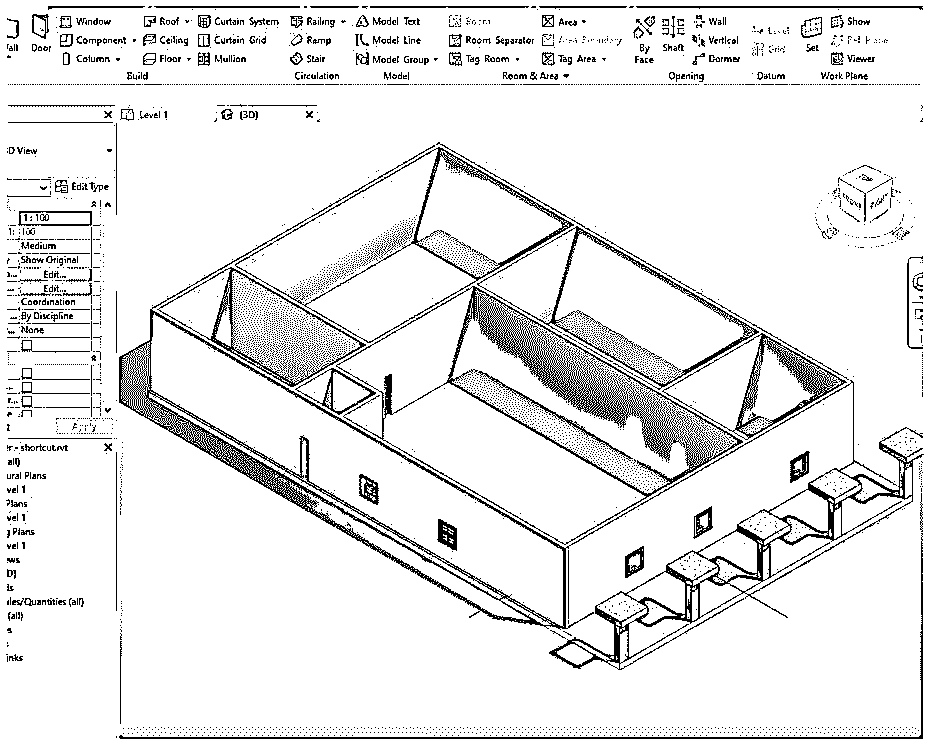 Window Roof Curtain System Railing Model Text Room Area Wall Show
Door Component Ceiling Curtain Grid Ramp Model Line Room Separator Area Boundary By Face Shaft Vertical Level Set Ref Plane
Column Floor Mullion Stair Model Group Tag Room Tag Area Dormer Grid Viewer
Build Circulation Model Room & Area Opening Datum Work Plane
Level 1 (3D)
View
Edit Type
1 : 100
1: 100
Medium
Show Original
Edit...
Edit...
Coordination
By Discipline
None
Apply
- shortcut.rvt
all)
ural Plans
vel 1
Plans
vel 1
g Plans
vel 1
ws
D)
ules/Quantities (all)
(all)
inks